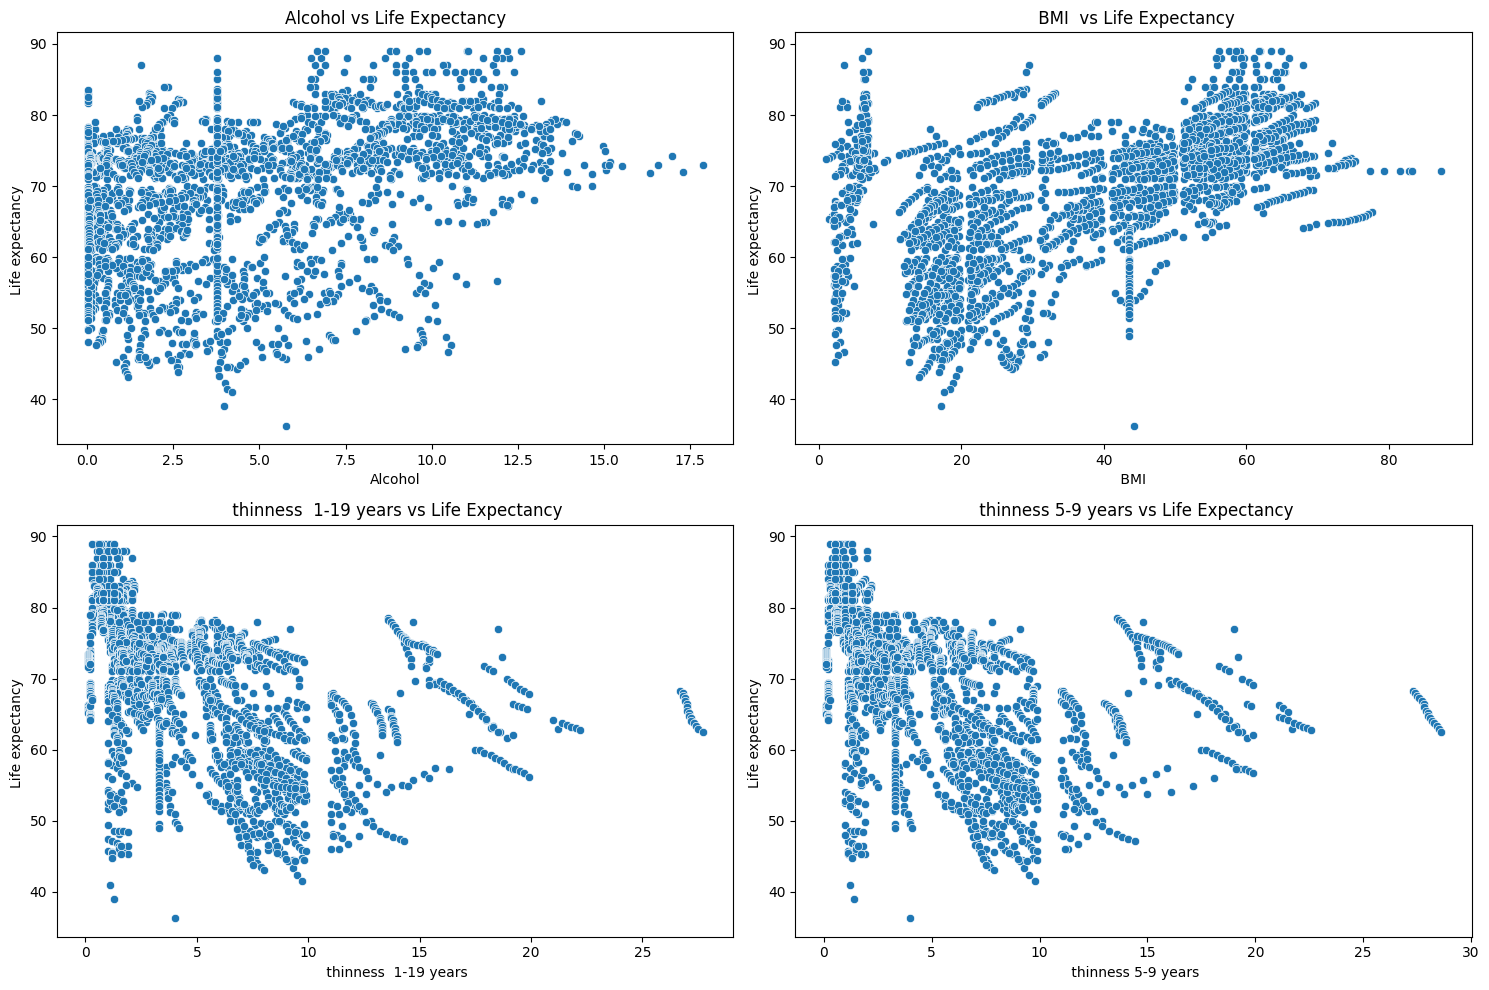 Alcohol vs Life Expectancy
90
80
70
60
50
40
Life expectancy
0.0 2.5 5.0 7.5 10.0 12.5 15.0 17.5
Alcohol
BMI  vs Life Expectancy
90
80
70
60
50
40
Life expectancy
0 20 40 60 80
BMI
thinness  1-19 years vs Life Expectancy
90
80
70
60
50
40
Life expectancy
0 5 10 15 20 25
thinness  1-19 years
thinness 5-9 years vs Life Expectancy
90
80
70
60
50
40
Life expectancy
0 5 10 15 20 25 30
thinness 5-9 years